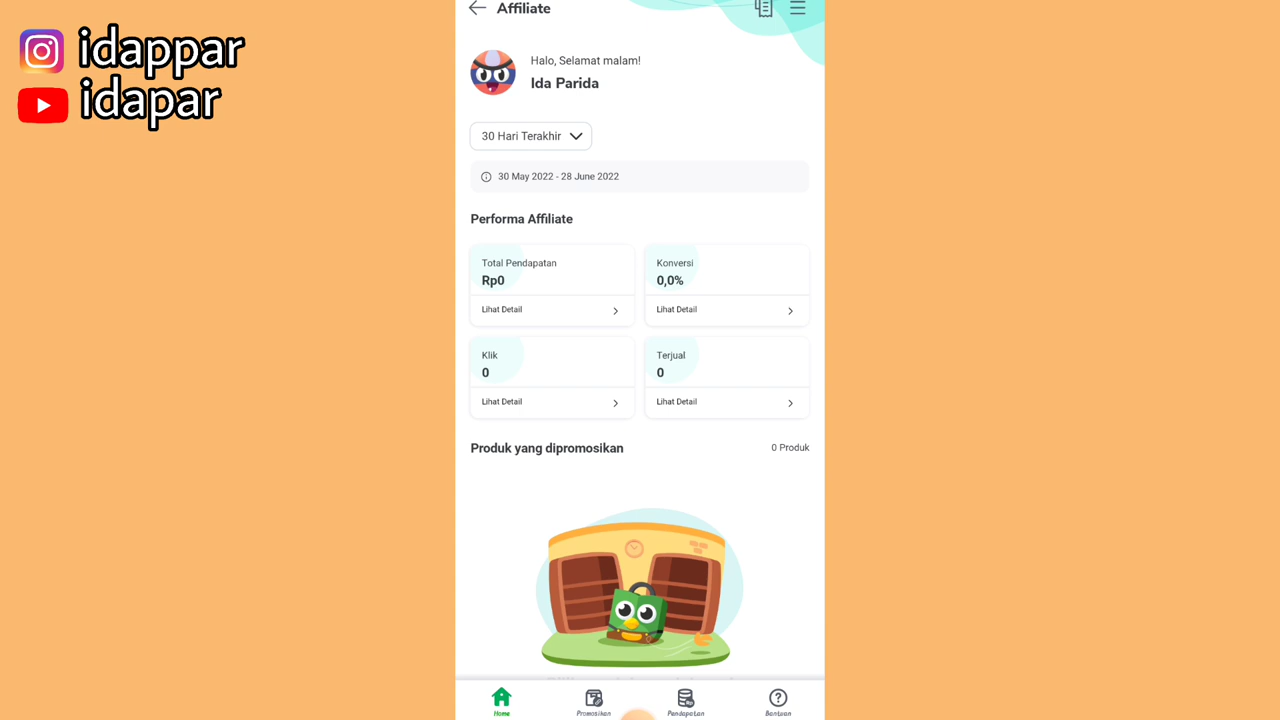 idappar
idapar
Affiliate
Halo, Selamat malam!
Ida Parida
30 Hari Terakhir
30 May 2022 - 28 June 2022
Performa Affiliate
Total Pendapatan
Rp0
Lihat Detail
Konversi
0,0%
Lihat Detail
Klik
0
Lihat Detail
Terjual
0
Lihat Detail
Produk yang dipromosikan
0 Produk
Home
Promosikan
Pendapatan
Bantuan